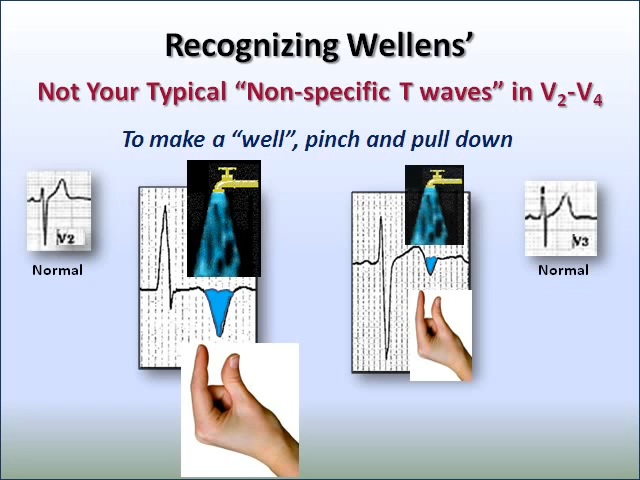 Recognizing Wellens’
Not Your Typical “Non-specific T waves” in V2-V4
To make a “well”, pinch and pull down
V2
V3
Normal
Normal